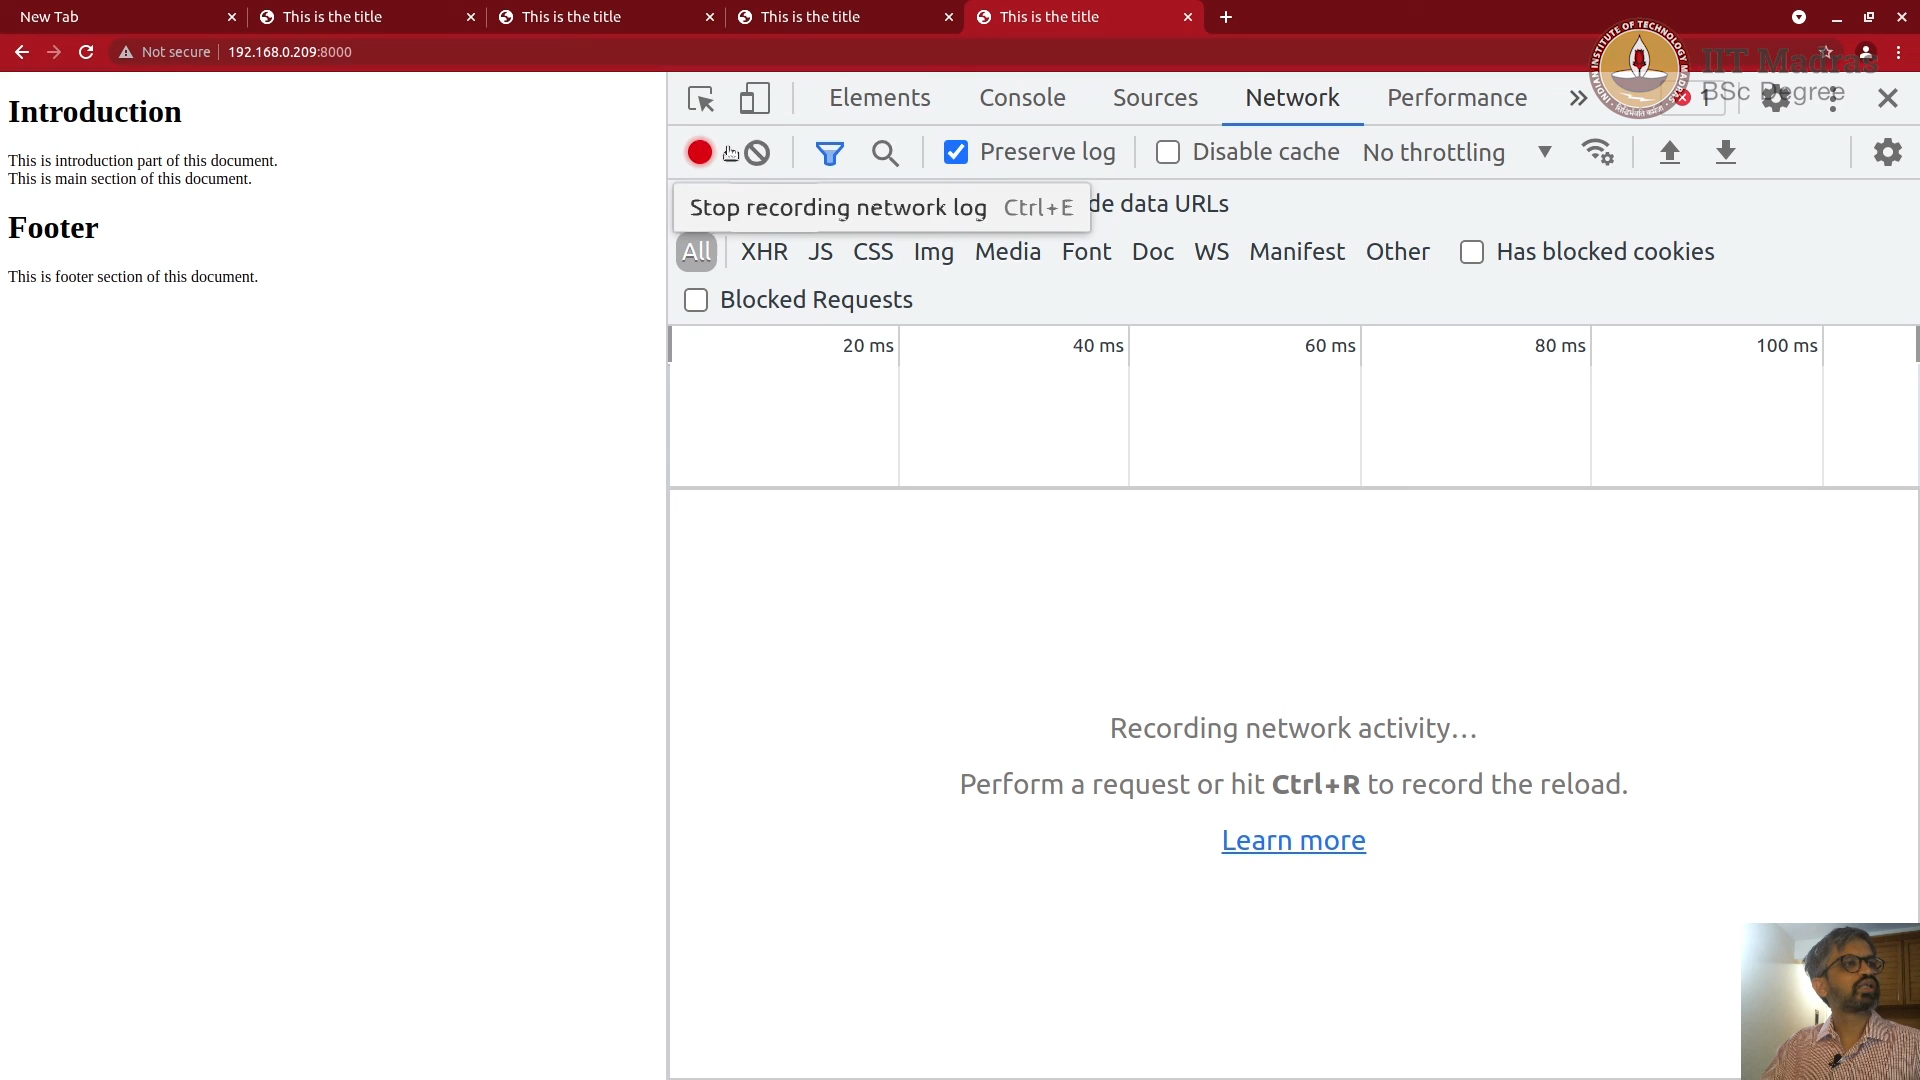 New Tab
This is the title
This is the title
This is the title
This is the title
Not secure 192.168.0.209:8000
IIT Madras
BSc Degree
Introduction
This is introduction part of this document.
This is main section of this document.
Footer
This is footer section of this document.
Elements Console Sources Network Performance 1
Preserve log Disable cache No throttling
Stop recording network log Ctrl+E
de data URLs
All XHR JS CSS Img Media Font Doc WS Manifest Other Has blocked cookies
Blocked Requests
20 ms 40 ms 60 ms 80 ms 100 ms
Recording network activity…
Perform a request or hit Ctrl+R to record the reload.
Learn more